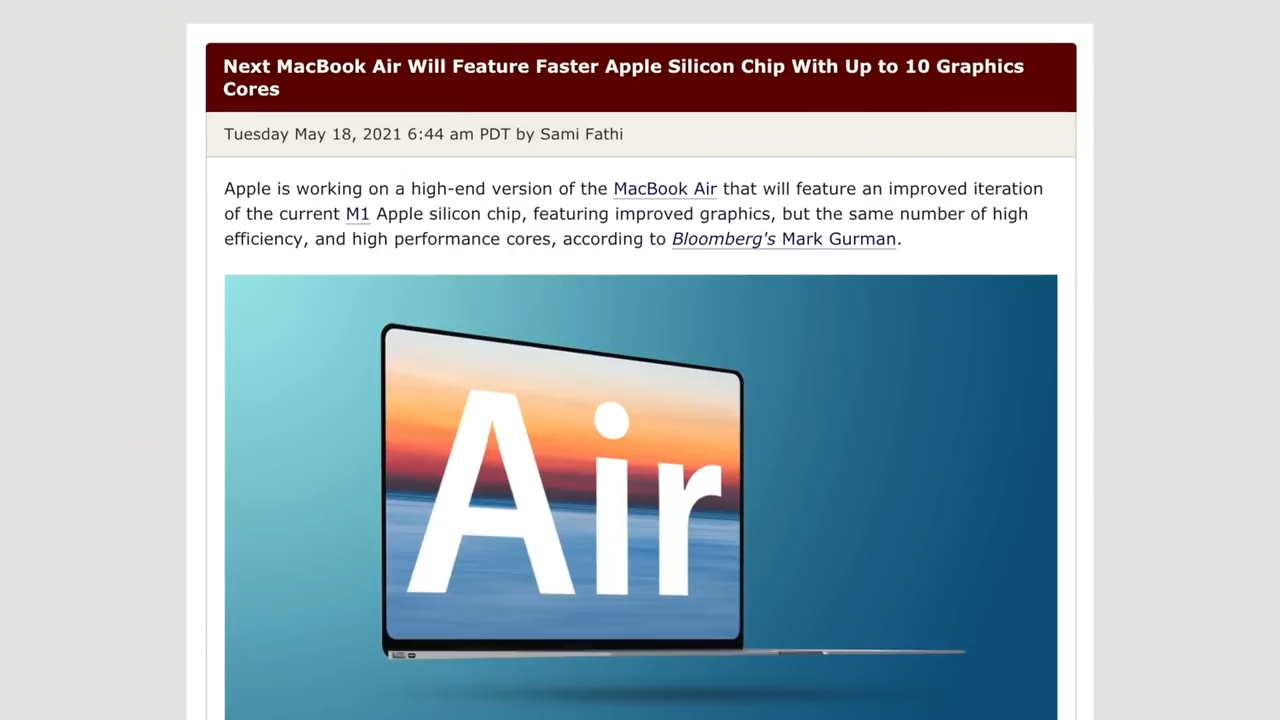 Next MacBook Air Will Feature Faster Apple Silicon Chip With Up to 10 Graphics
Cores
Tuesday May 18, 2021 6:44 am PDT by Sami Fathi
Apple is working on a high-end version of the MacBook Air that will feature an improved iteration
of the current M1 Apple silicon chip, featuring improved graphics, but the same number of high
efficiency, and high performance cores, according to Bloomberg's Mark Gurman.
Air